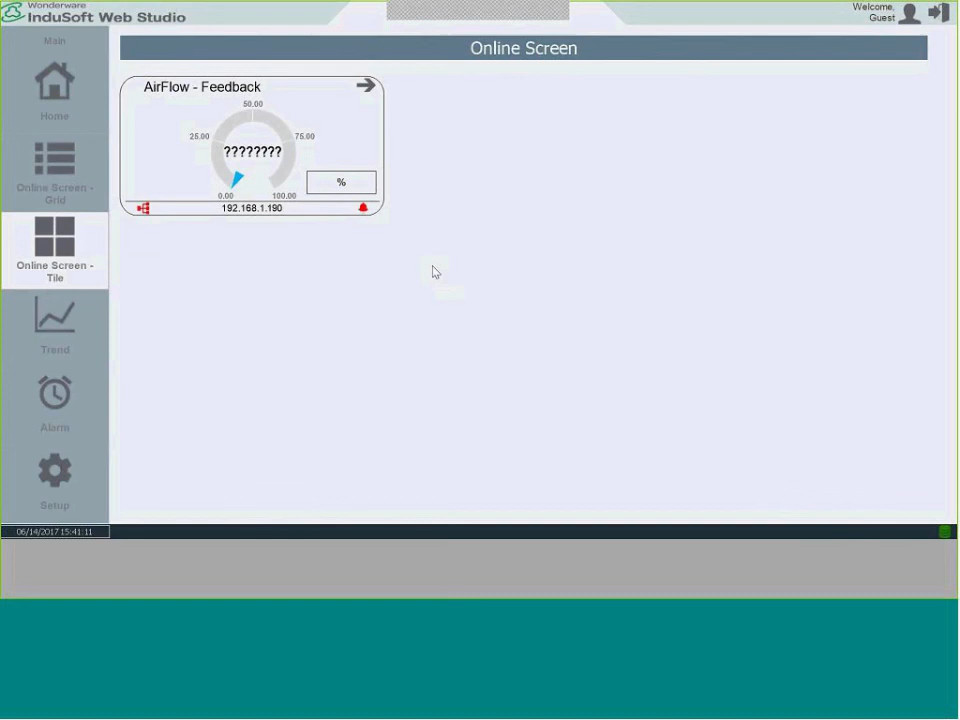 Wonderware
InduSoft Web Studio
Welcome,
Guest
Main
Home
Online Screen -
Grid
Online Screen -
Tile
Trend
Alarm
Setup
Online Screen
AirFlow - Feedback
50.00
25.00
75.00
????????
%
0.00
100.00
192.168.1.190
06/14/2017 15:41:11